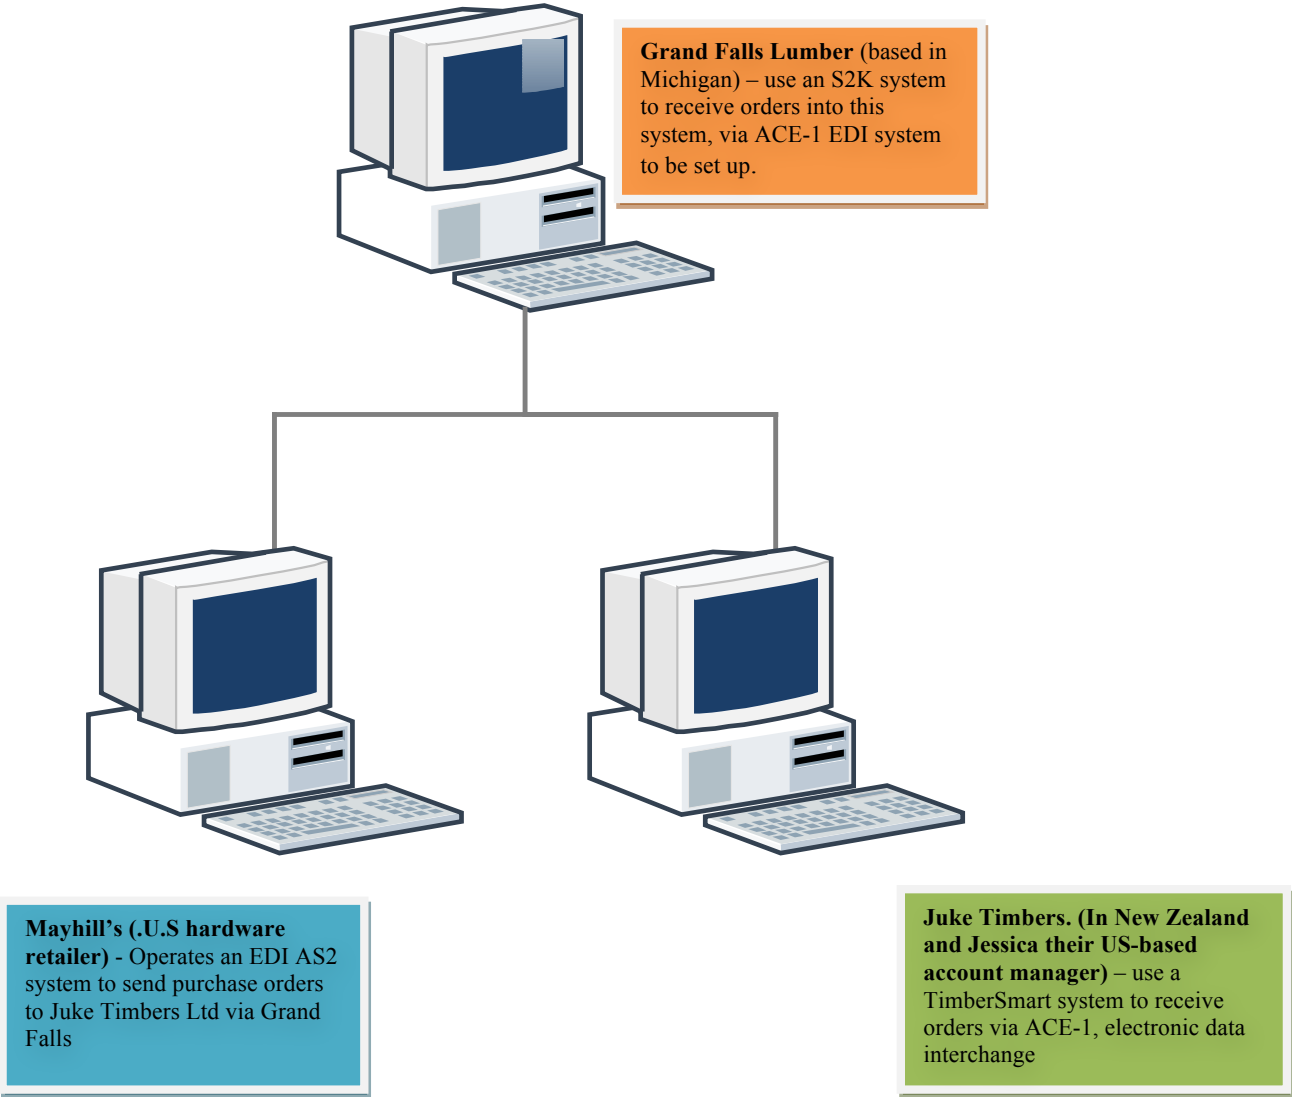 Grand Falls Lumber (based in
Michigan) – use an S2K system
to receive orders into this
system, via ACE-1 EDI system
to be set up.
Mayhill’s (.U.S hardware
retailer) - Operates an EDI AS2
system to send purchase orders
to Juke Timbers Ltd via Grand
Falls
Juke Timbers. (In New Zealand
and Jessica their US-based
account manager) – use a
TimberSmart system to receive
orders via ACE-1, electronic data
interchange